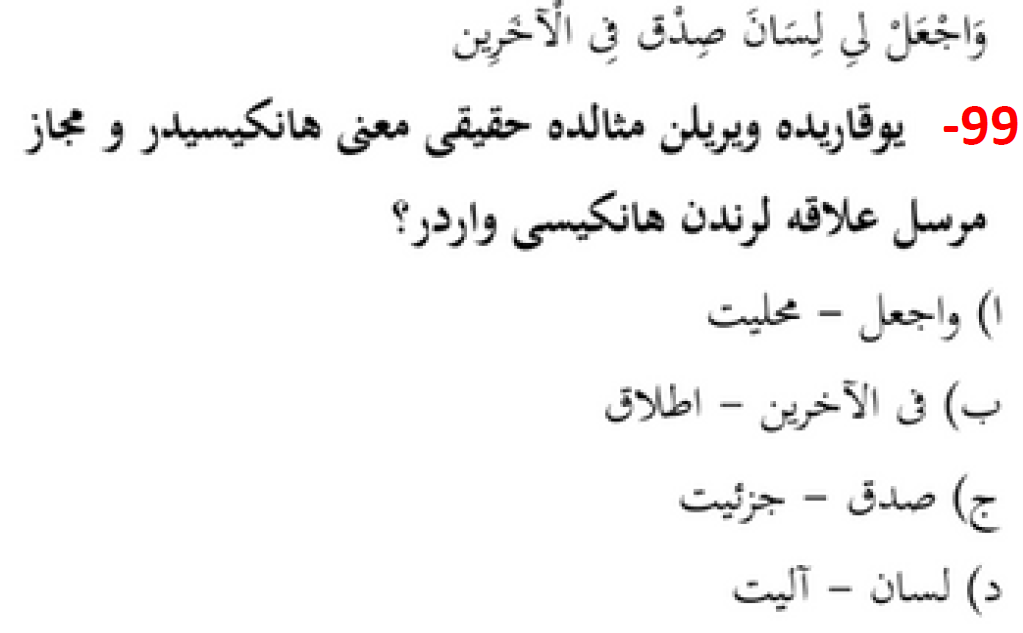 وَاجْعَلْ لِي لِسَانَ صِدْق فِي الْآخَرِين
99- يوقاريده ويريلن مثالده حقيقى معنى هانكيسيدر و مجاز
مرسل علاقه لرندن هانكيسى واردر؟
ا) واجعل – محليت
ب) فى الآخرين – اطلاق
ج) صدق – جزئيت
د) لسان – آليت